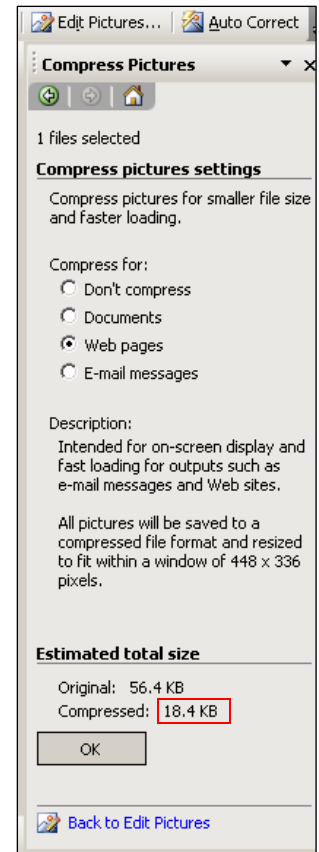 Edit Pictures... Auto Correct
Compress Pictures
1 files selected
Compress pictures settings
Compress pictures for smaller file size
and faster loading.
Compress for:
Don't compress
Documents
Web pages
E-mail messages
Description:
Intended for on-screen display and
fast loading for outputs such as
e-mail messages and Web sites.
All pictures will be saved to a
compressed file format and resized
to fit within a window of 448 x 336
pixels.
Estimated total size
Original: 56.4 KB
Compressed: 18.4 KB
OK
Back to Edit Pictures